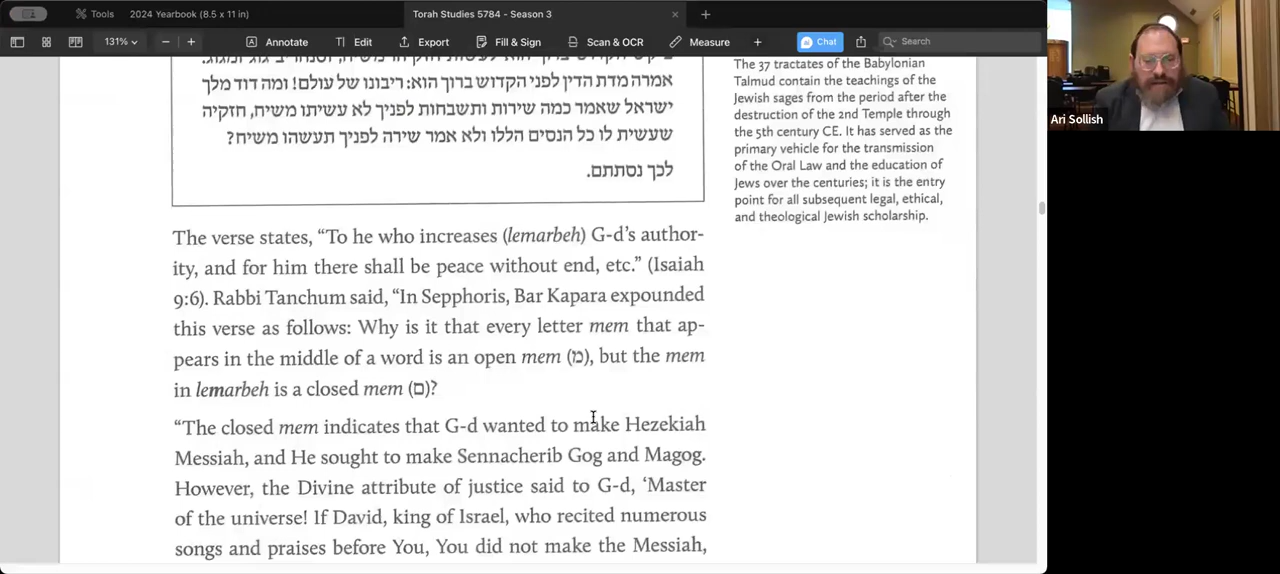 Tools
2024 Yearbook (8.5 x 11 in)
Torah Studies 5784 - Season 3
131%
Annotate
Edit
Export
Fill & Sign
Scan & OCR
Measure
Chat
Search
Ari Sollish
אמרה מדת הדין לפני הקדוש ברוך הוא: ריבונו של עולם! ומה דוד מלך
ישראל שאמר כמה שירות ותשבחות לפניך לא עשיתו משיח, חזקיה
שעשית לו כל הנסים הללו ולא אמר שירה לפניך תעשהו משיח?
לכך נסתתם.
The verse states, “To he who increases (lemarbeh) G-d’s author-
ity, and for him there shall be peace without end, etc.” (Isaiah
9:6). Rabbi Tanchum said, “In Sepphoris, Bar Kapara expounded
this verse as follows: Why is it that every letter mem that ap-
pears in the middle of a word is an open mem (מ), but the mem
in lemarbeh is a closed mem (ם)?
“The closed mem indicates that G-d wanted to make Hezekiah
Messiah, and He sought to make Sennacherib Gog and Magog.
However, the Divine attribute of justice said to G-d, ‘Master
of the universe! If David, king of Israel, who recited numerous
songs and praises before You, You did not make the Messiah,
The 37 tractates of the Babylonian
Talmud contain the teachings of the
Jewish sages from the period after the
destruction of the 2nd Temple through
the 5th century CE. It has served as the
primary vehicle for the transmission
of the Oral Law and the education of
Jews over the centuries; it is the entry
point for all subsequent legal, ethical,
and theological Jewish scholarship.